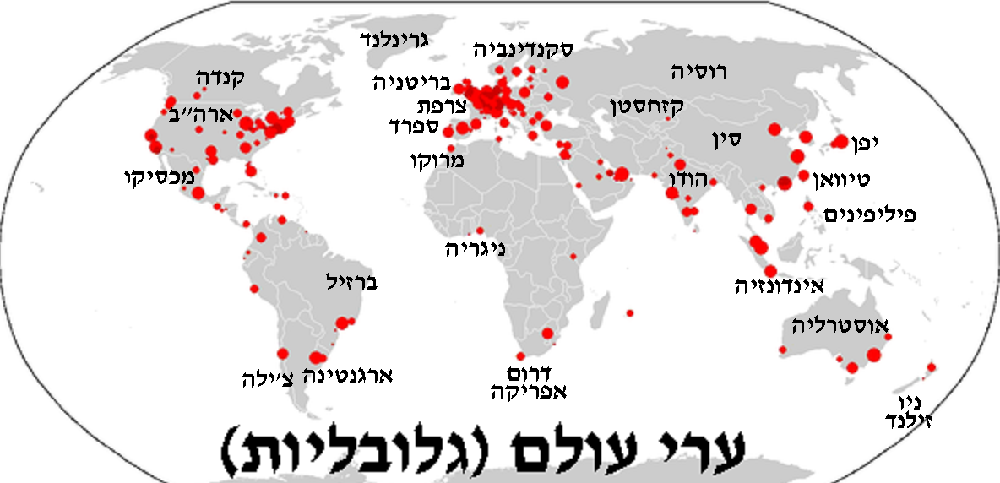 גרינלנד
סקנדינביה
קנדה
בריטניה
רוסיה
צרפת
קזחסטן
ארה״ב
ספרד
סין
יפן
מרוקו
מכסיקו
הודו
טיוואן
פיליפינים
ניגריה
ברזיל
אינדונזיה
אוסטרליה
ארגנטינה
צ׳ילה
דרום
אפריקה
ניו
זילנד
ערי עולם (גלובליות)